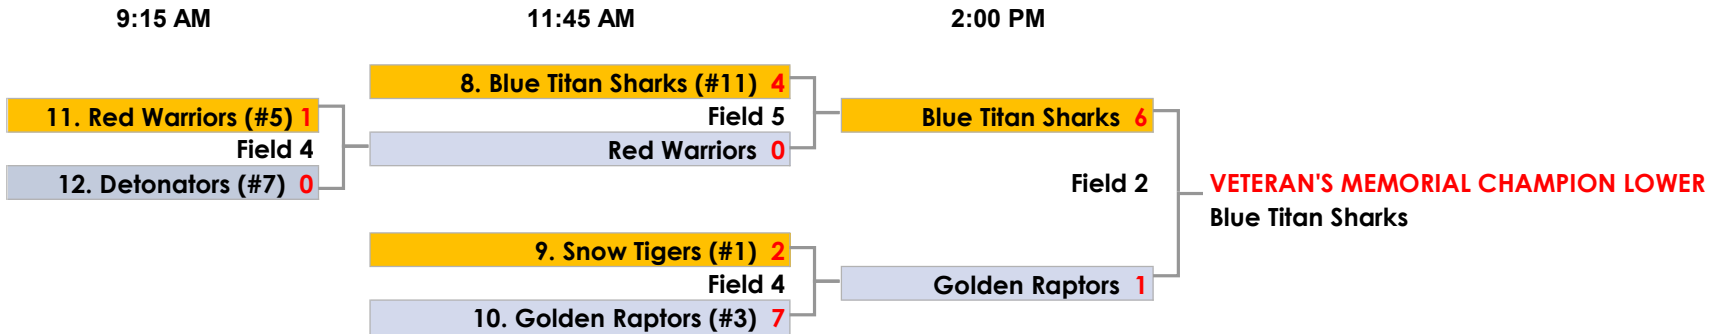 9:15 AM 11:45 AM 2:00 PM
8. Blue Titan Sharks (#11) 4
11. Red Warriors (#5) 1
Field 5
Blue Titan Sharks 6
Field 4
Red Warriors 0
12. Detonators (#7) 0
Field 2
VETERAN'S MEMORIAL CHAMPION LOWER
Blue Titan Sharks
9. Snow Tigers (#1) 2
Field 4
Golden Raptors 1
10. Golden Raptors (#3) 7